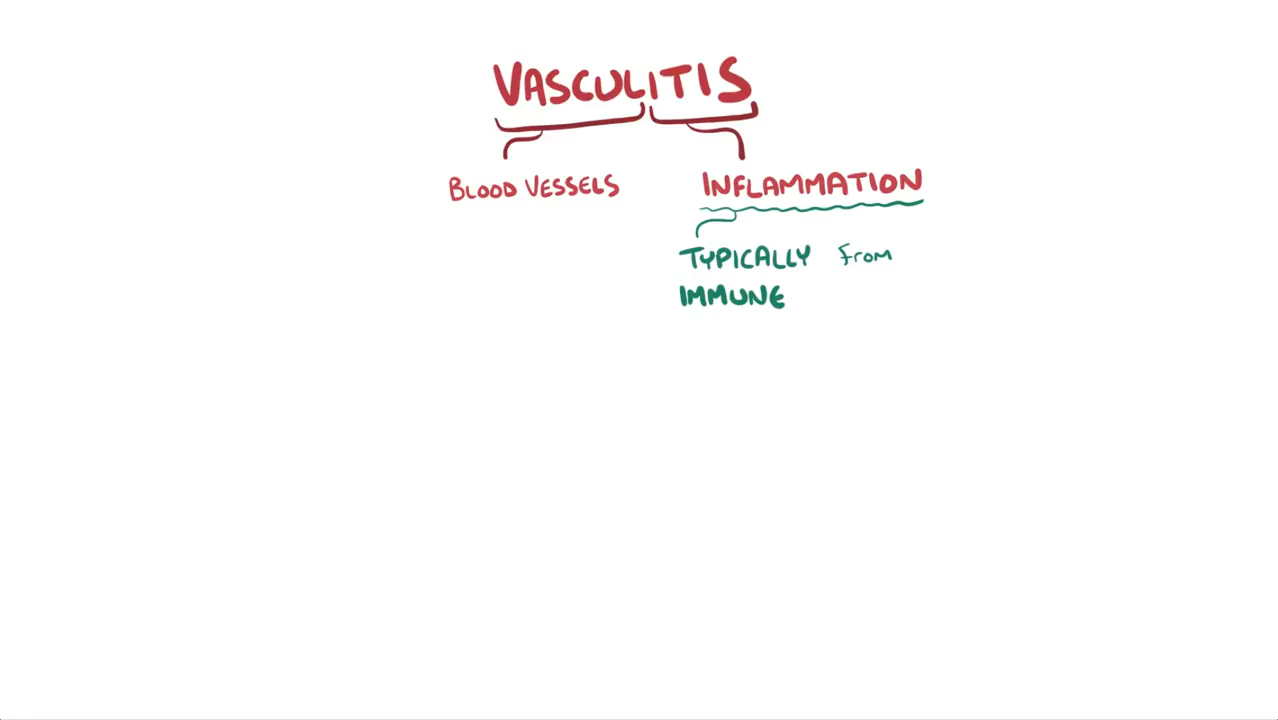 VASCULITIS
BLOOD VESSELS
INFLAMMATION
TYPICALLY from
IMMUNE